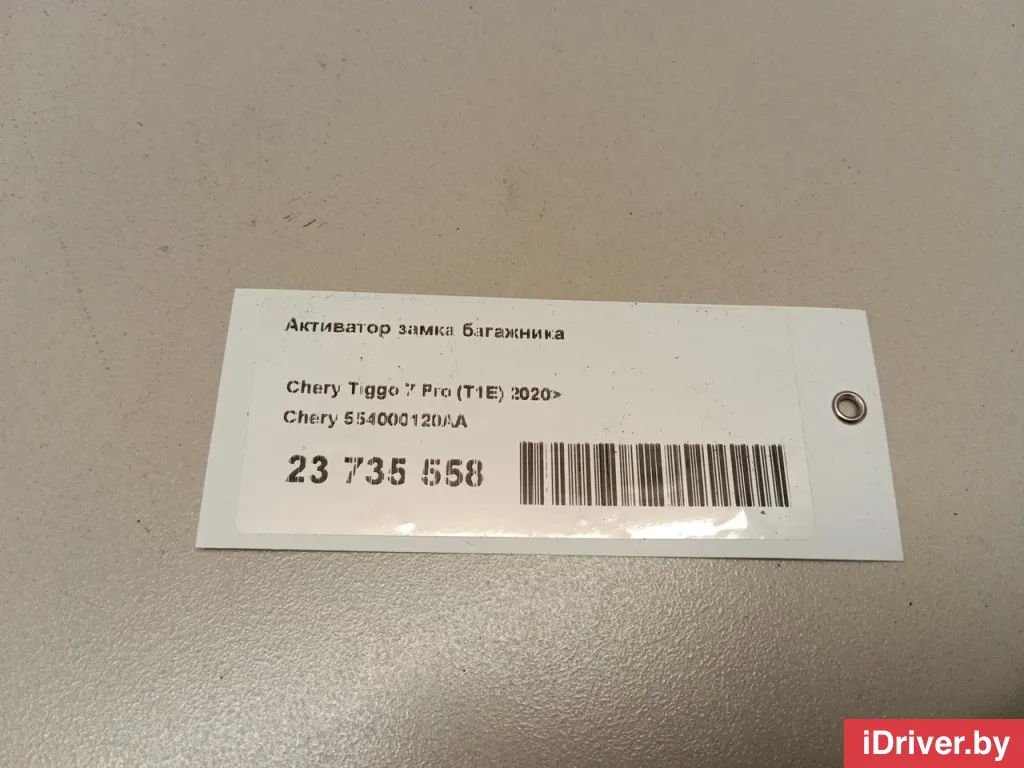 Активатор замка багажника
Chery Tiggo 7 Pro (T1E) 2020>
Chery 554000120AA
23 735 558
iDriver.by